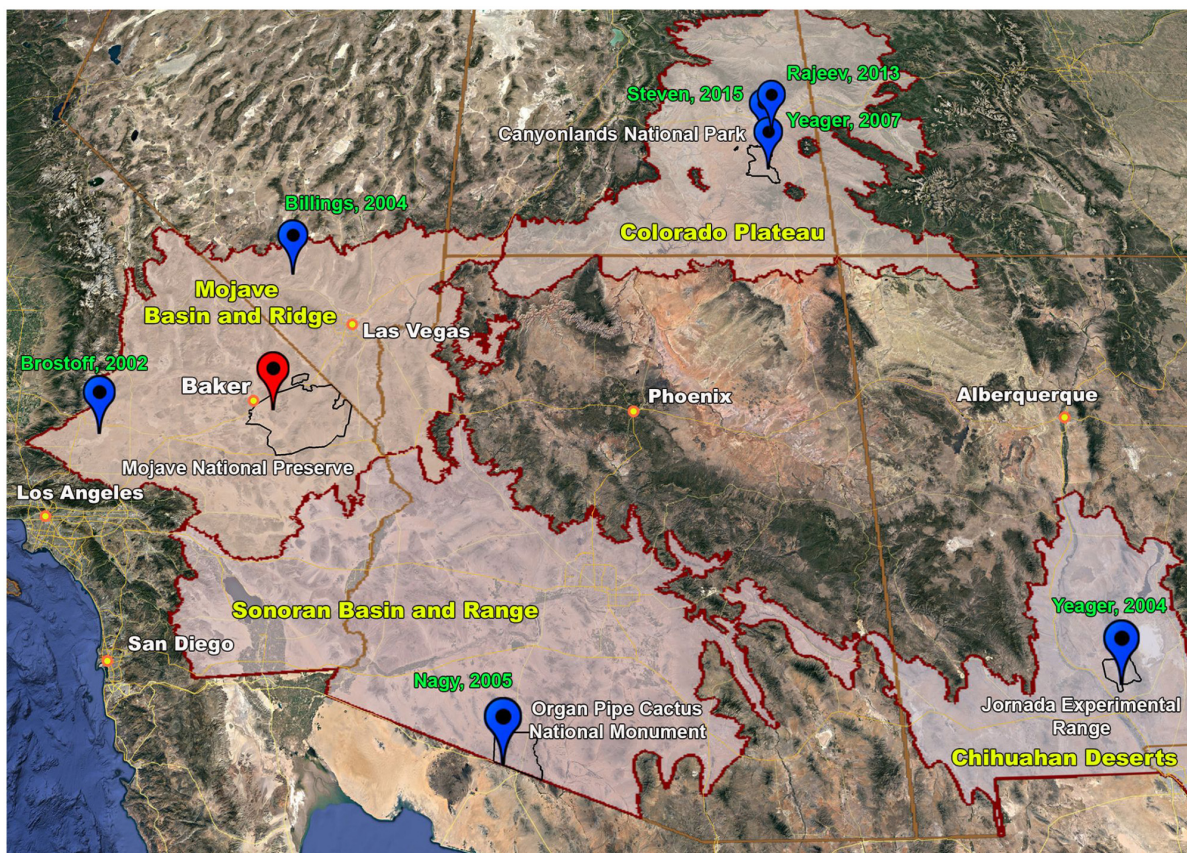 Rajeev, 2013
Steven, 2015
Yeager, 2007
Canyonlands National Park
Billings, 2004
Colorado Plateau
Mojave
Basin and Ridge
Las Vegas
Brostoff, 2002
Baker
Phoenix
Alberquerque
Mojave National Preserve
Los Angeles
Sonoran Basin and Range
Yeager, 2004
San Diego
Nagy, 2005
Organ Pipe Cactus
National Monument
Jornada Experimental
Range
Chihuahan Deserts